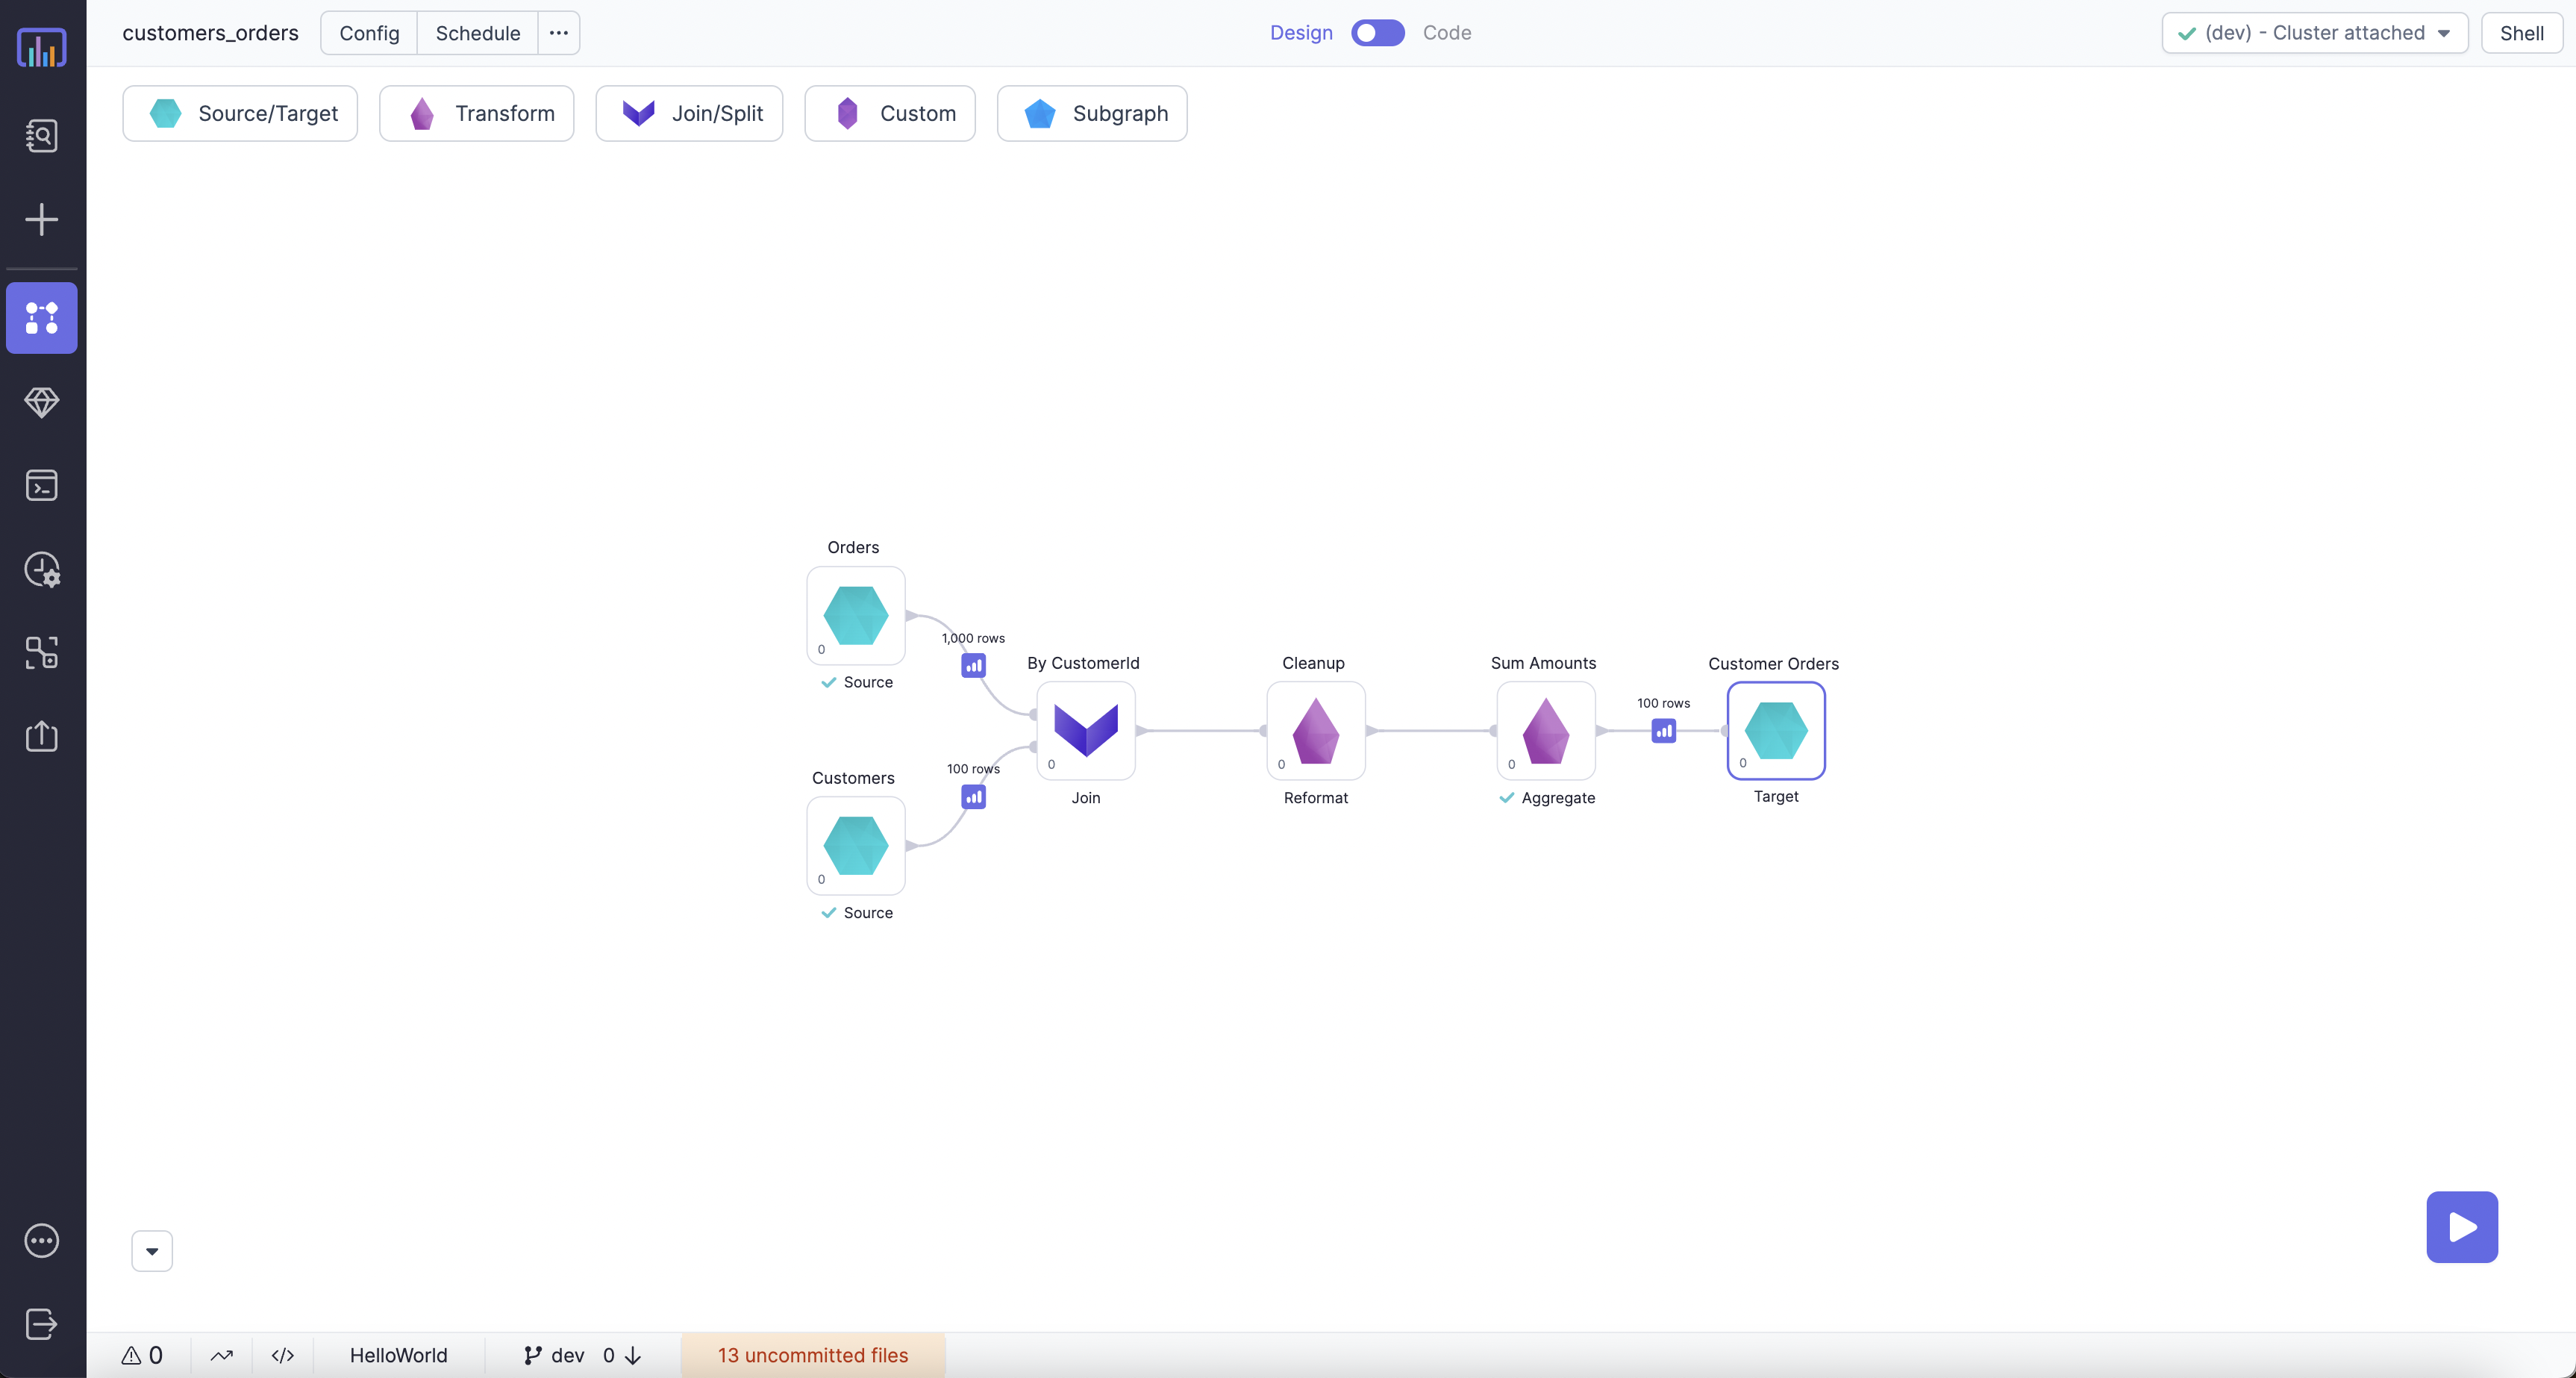 customers_orders
Config
Schedule
Design
Code
(dev) - Cluster attached
Shell
Source/Target
Transform
Join/Split
Custom
Subgraph
Orders
0
Source
1,000 rows
Customers
0
Source
100 rows
By CustomerId
0
Join
Cleanup
0
Reformat
Sum Amounts
0
Aggregate
100 rows
Customer Orders
0
Target
0
HelloWorld
dev 0
13 uncommitted files